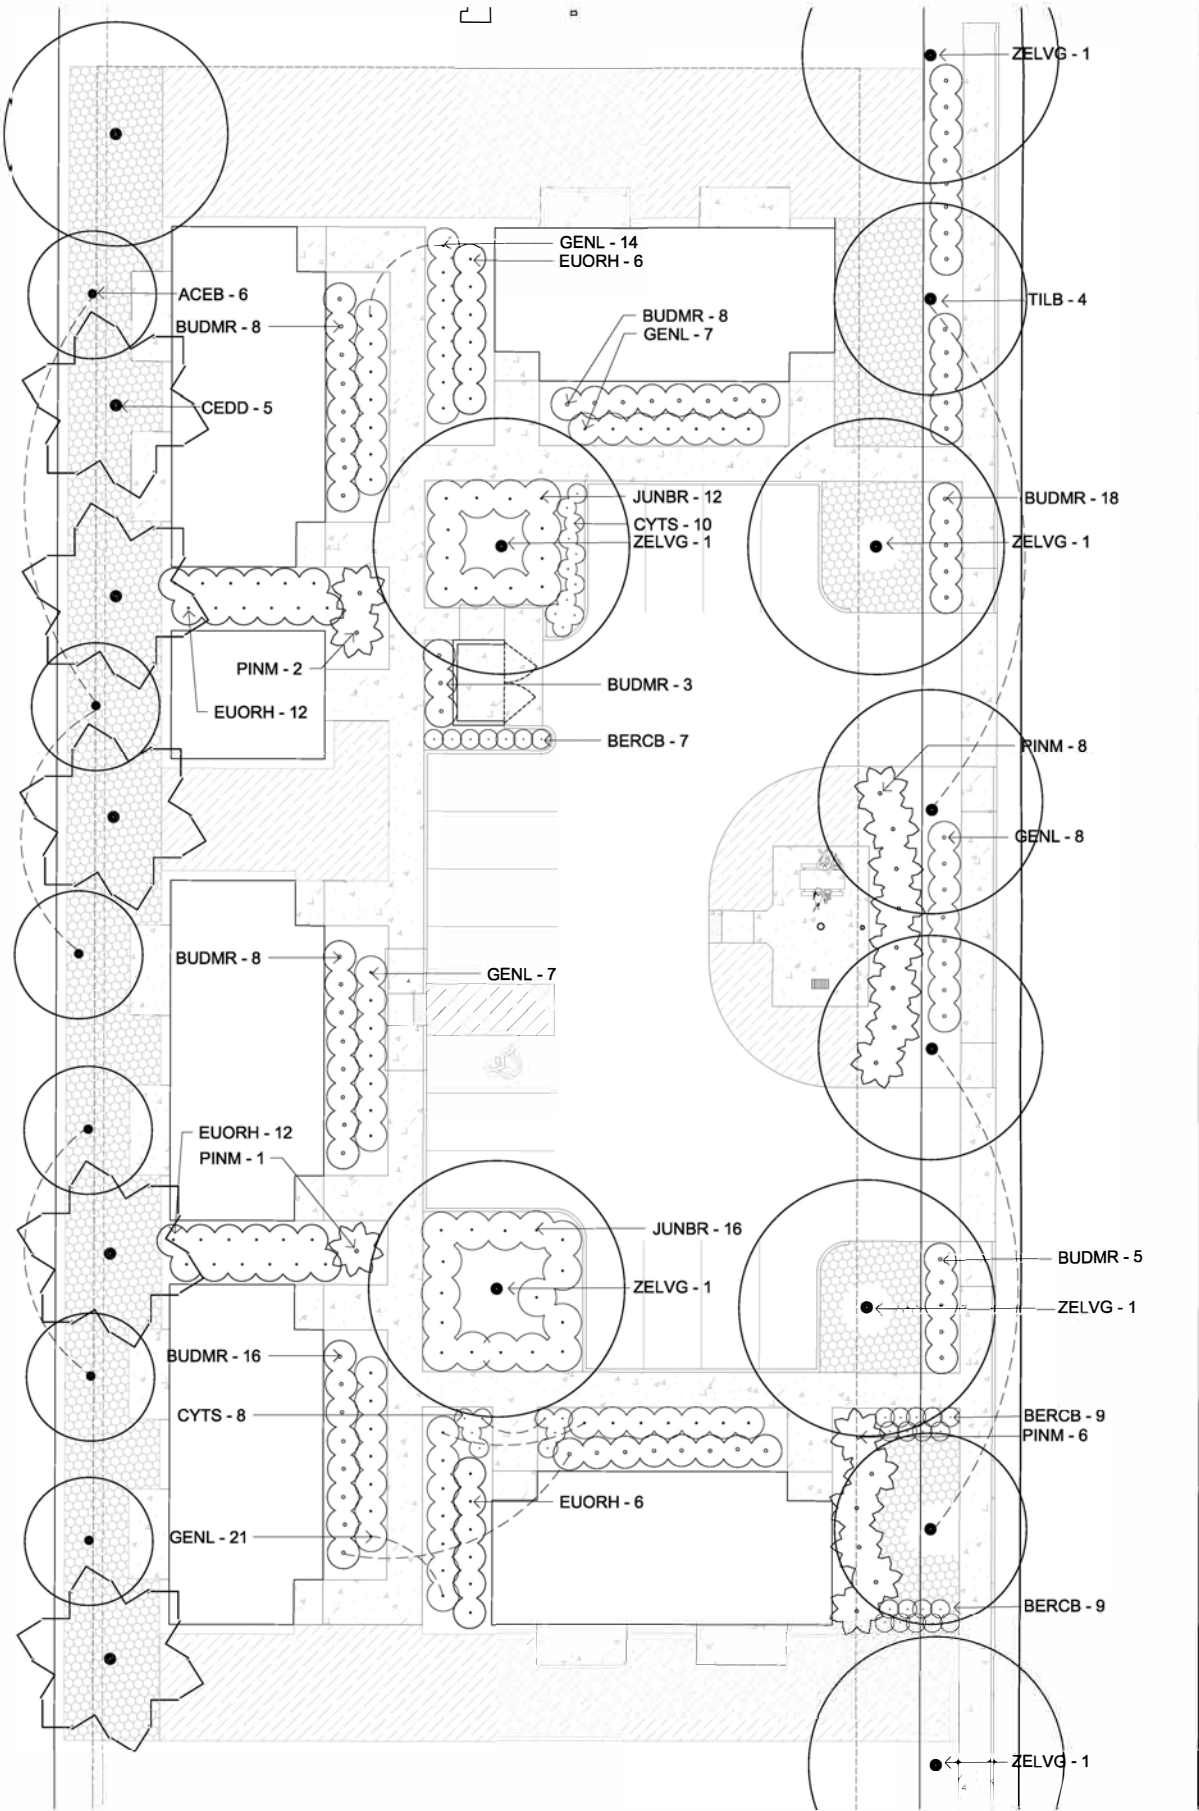 ZELVG - 1
GENL - 14
EUORH - 6
ACEB - 6
TILB - 4
BUDMR - 8
BUDMR - 8
GENL - 7
CEDD - 5
JUNBR - 12
BUDMR - 18
CYTS - 10
ZELVG - 1
ZELVG - 1
PINM - 2
BUDMR - 3
EUORH - 12
BERCB - 7
PINM - 8
GENL - 8
BUDMR - 8
GENL - 7
EUORH - 12
PINM - 1
JUNBR - 16
BUDMR - 5
ZELVG - 1
ZELVG - 1
BUDMR - 16
CYTS - 8
BERCB - 9
PINM - 6
EUORH - 6
GENL - 21
BERCB - 9
ZELVG - 1